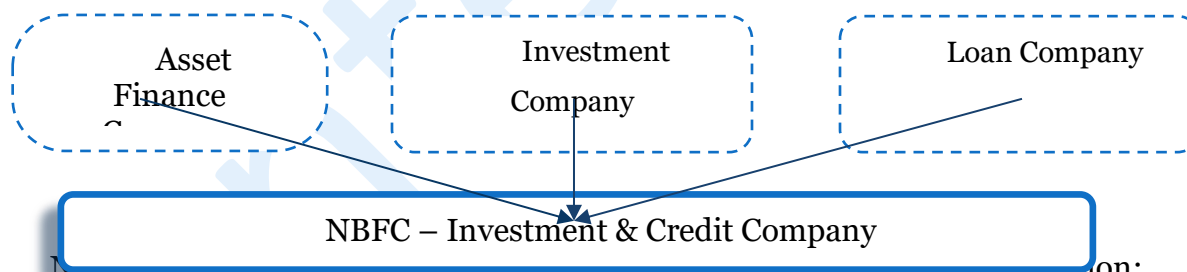 Asset
Finance
Investment
Company
Loan Company
NBFC – Investment & Credit Company